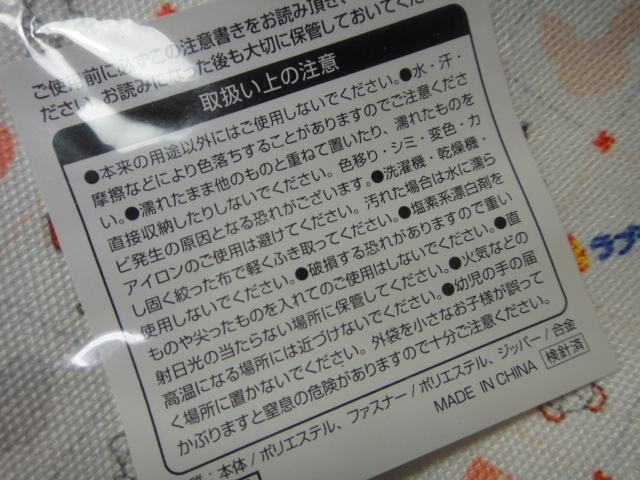 ご使用前に必ずこの注意書きをお読み頂き、
ださい。お読みになった後も大切に保管しておいてくだ
取扱い上の注意
●本来の用途以外にはご使用しないでください。●水・汗・
摩擦などにより色落ちすることがありますのでご注意くださ
い。●濡れたまま他のものと重ねて置いたり、濡れたものを
直接収納したりしないでください。色移り・シミ・変色・カ
ビ発生の原因となる恐れがございます。●洗濯機・乾燥機・
アイロンのご使用は避けてください。汚れた場合は水に濡ら
し固く絞った布で軽くふき取ってください。●塩素系漂白剤を
使用しないでください。●破損する恐れがありますので重い
ものや尖ったものを入れてのご使用はしないでください。●直
射日光の当たらない場所に保管してください。●火気などの
高温になる場所には近づけないでください。●幼児の手の届
く場所に置かないでください。外袋を小さなお子様が誤って
かぶりますと窒息の危険がありますので十分ご注意ください。
質：本体/ポリエステル、ファスナー/ポリエステル、ジッパー/合金
MADE IN CHINA 検針済
ラブ